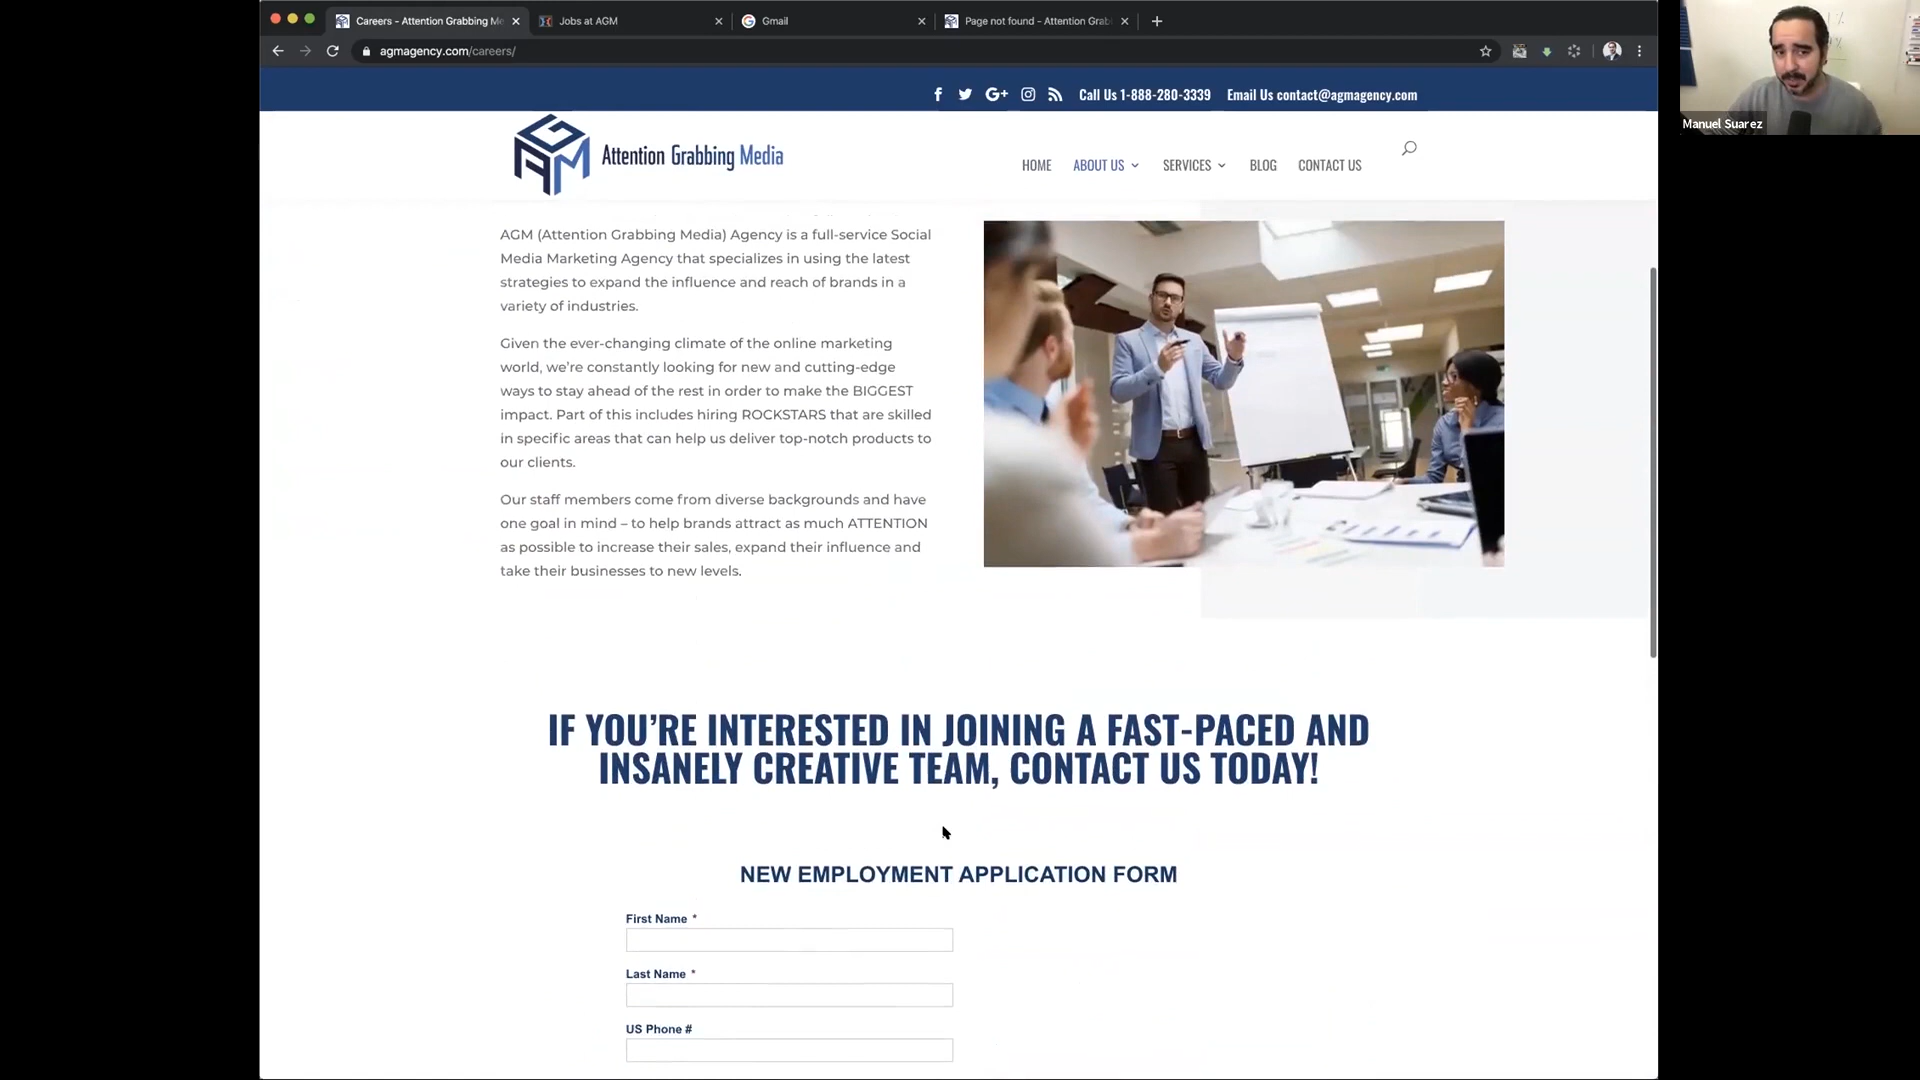 Careers - Attention Grabbing Me
Jobs at AGM
Gmail
Page not found - Attention Grab
agmagency.com/careers/
Manuel Suarez
Call Us 1-888-280-3339
Email Us contact@agmagency.com
AGM
Attention Grabbing Media
HOME
ABOUT US
SERVICES
BLOG
CONTACT US
AGM (Attention Grabbing Media) Agency is a full-service Social
Media Marketing Agency that specializes in using the latest
strategies to expand the influence and reach of brands in a
variety of industries.
Given the ever-changing climate of the online marketing
world, we’re constantly looking for new and cutting-edge
ways to stay ahead of the rest in order to make the BIGGEST
impact. Part of this includes hiring ROCKSTARS that are skilled
in specific areas that can help us deliver top-notch products to
our clients.
Our staff members come from diverse backgrounds and have
one goal in mind – to help brands attract as much ATTENTION
as possible to increase their sales, expand their influence and
take their businesses to new levels.
IF YOU’RE INTERESTED IN JOINING A FAST-PACED AND
INSANELY CREATIVE TEAM, CONTACT US TODAY!
NEW EMPLOYMENT APPLICATION FORM
First Name *
Last Name *
US Phone #